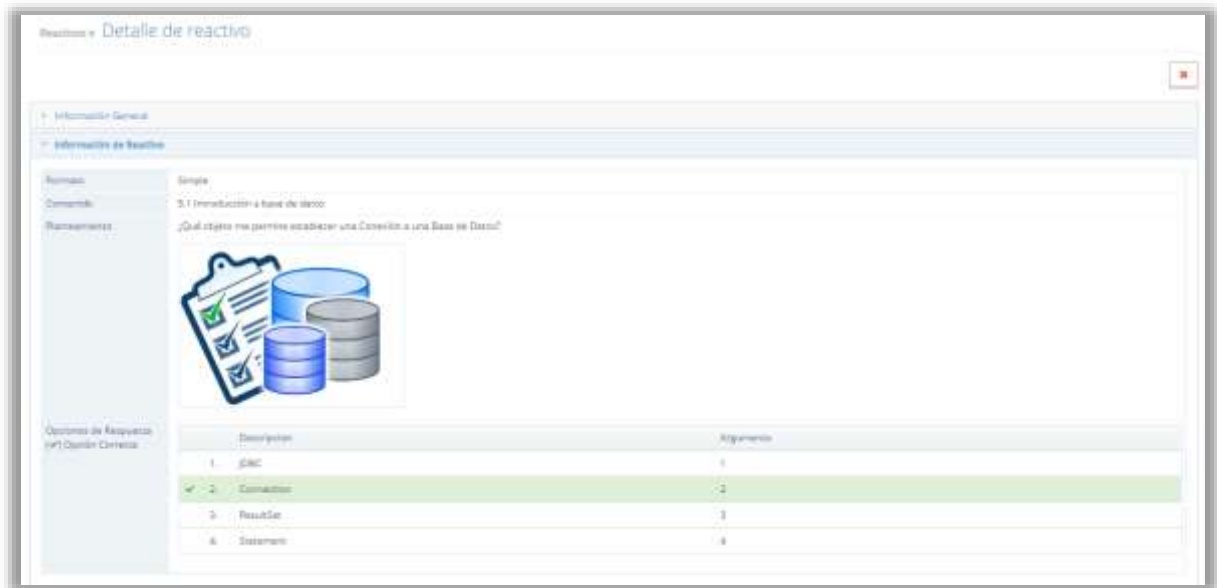 Reactivos » Detalle de reactivo
Información General
Información de Reactivo
Formato Simple
Contenido 5.1 Introducción a base de datos
Planteamiento ¿Qué objeto me permite establecer una Conexión a una Base de Datos?
Opciones de Respuesta
(✔) Opción Correcta
Descripción Argumento
1. JDBC 1
✔ 2. Connection 2
3. ResultSet 3
4. Statement 4